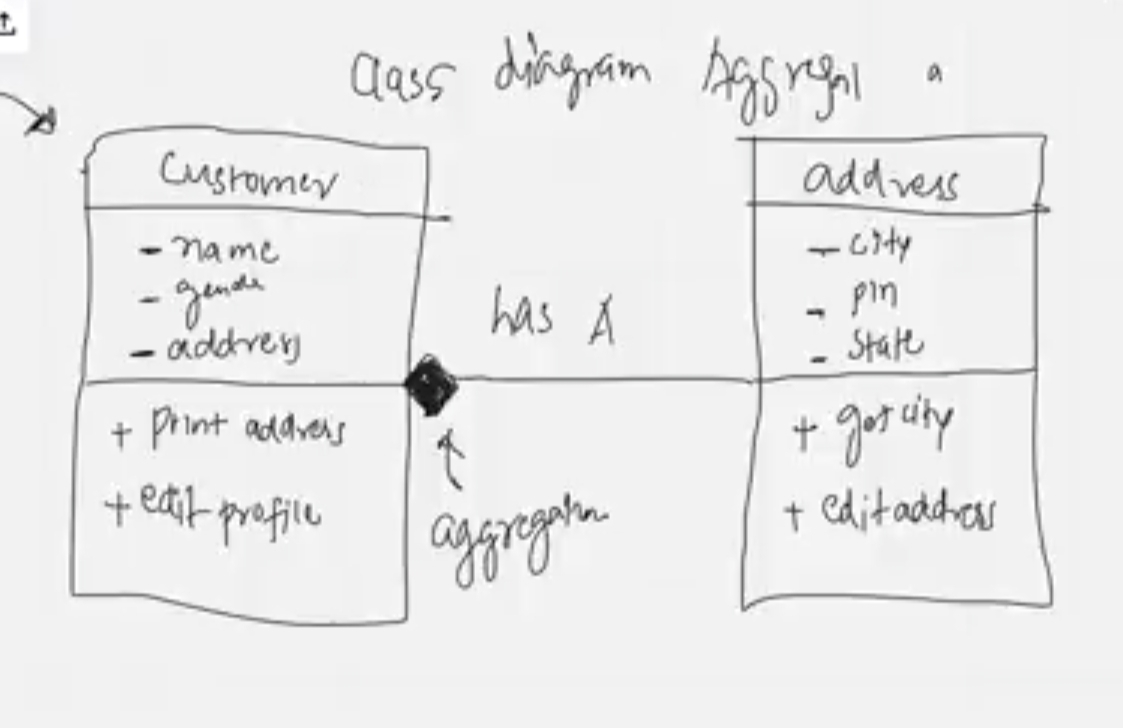 Class diagram Aggregal a
Customer
- name
- gende
- address
+ print address
+ edit profile
has A
aggregation
address
- city
- pin
- state
+ get city
+ edit address